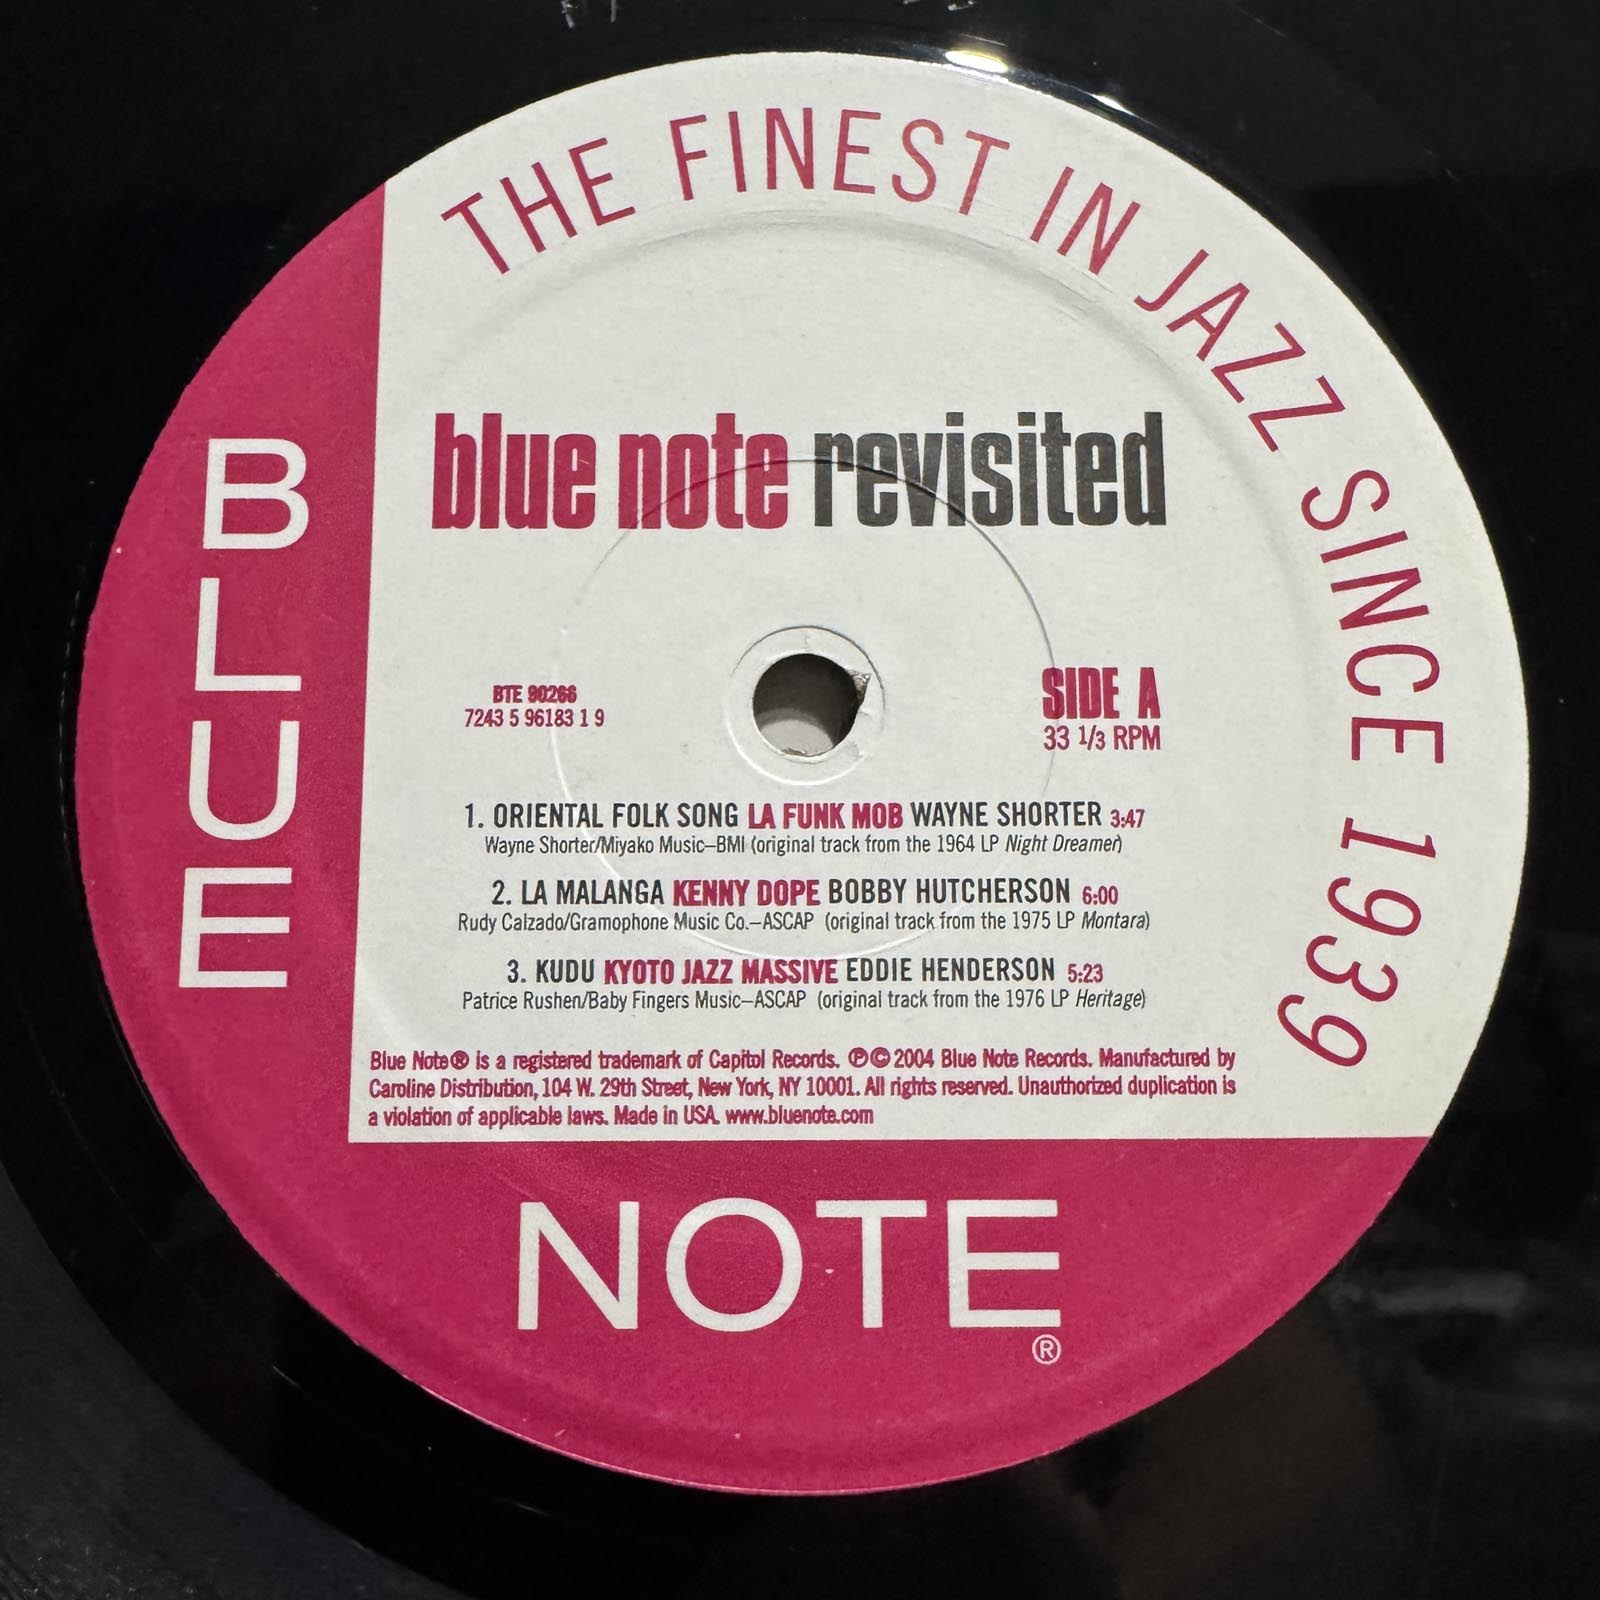 THE FINEST IN JAZZ SINCE 1939
BLUE
blue note revisited
BTE 90266
7243 5 96183 1 9
SIDE A
33 1/3 RPM
1. ORIENTAL FOLK SONG LA FUNK MOB WAYNE SHORTER 3:47
Wayne Shorter/Miyako Music–BMI (original track from the 1964 LP Night Dreamer)
2. LA MALANGA KENNY DOPE BOBBY HUTCHERSON 6:00
Rudy Calzado/Gramophone Music Co.–ASCAP (original track from the 1975 LP Montara)
3. KUDU KYOTO JAZZ MASSIVE EDDIE HENDERSON 5:23
Patrice Rushen/Baby Fingers Music–ASCAP (original track from the 1976 LP Heritage)
Blue Note® is a registered trademark of Capitol Records. ℗© 2004 Blue Note Records. Manufactured by
Caroline Distribution, 104 W. 29th Street, New York, NY 10001. All rights reserved. Unauthorized duplication is
a violation of applicable laws. Made in USA. www.bluenote.com
NOTE®